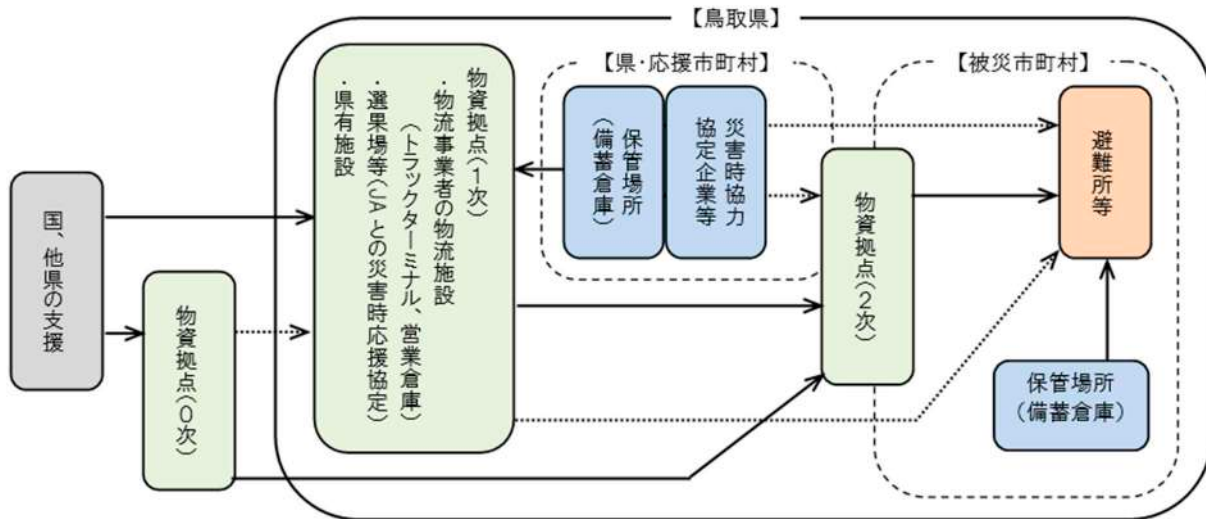 【鳥取県】
国、他県の支援
物資拠点(0次)
物資拠点(1次)
・物流事業者の物流施設
(トラックターミナル、営業倉庫)
・選果場等(JAとの災害時応援協定)
・県有施設
【県・応援市町村】
保管場所
(備蓄倉庫)
災害時協力
協定企業等
物資拠点(2次)
【被災市町村】
避難所等
保管場所
(備蓄倉庫)